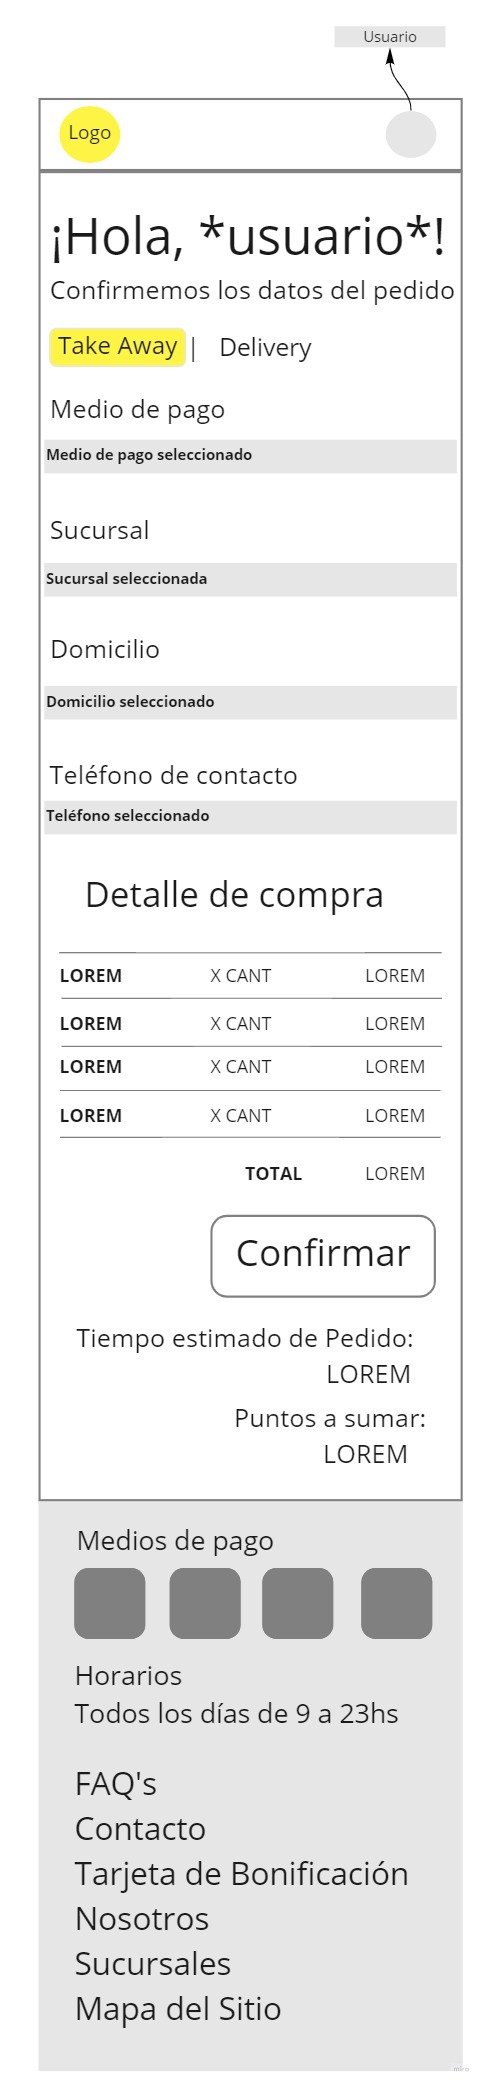 Usuario
Logo
¡Hola, *usuario*!
Confirmemos los datos del pedido
Take Away | Delivery
Medio de pago
Medio de pago seleccionado
Sucursal
Sucursal seleccionada
Domicilio
Domicilio seleccionado
Teléfono de contacto
Teléfono seleccionado
Detalle de compra
LOREM X CANT LOREM
LOREM X CANT LOREM
LOREM X CANT LOREM
LOREM X CANT LOREM
TOTAL LOREM
Confirmar
Tiempo estimado de Pedido:
LOREM
Puntos a sumar:
LOREM
Medios de pago
Horarios
Todos los días de 9 a 23hs
FAQ's
Contacto
Tarjeta de Bonificación
Nosotros
Sucursales
Mapa del Sitio
miro